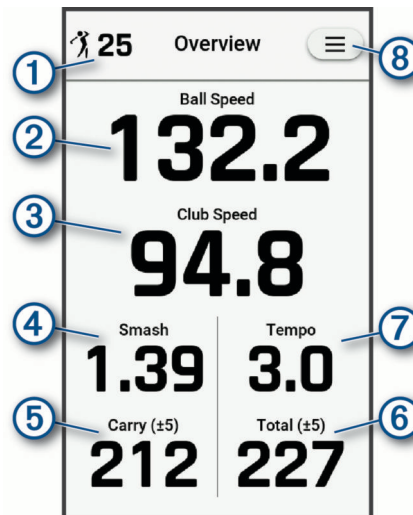 25 Overview
1
8
Ball Speed
2
132.2
Club Speed
3
94.8
4
Smash Tempo
7
1.39 3.0
5
Carry (±5) Total (±5)
6
212 227